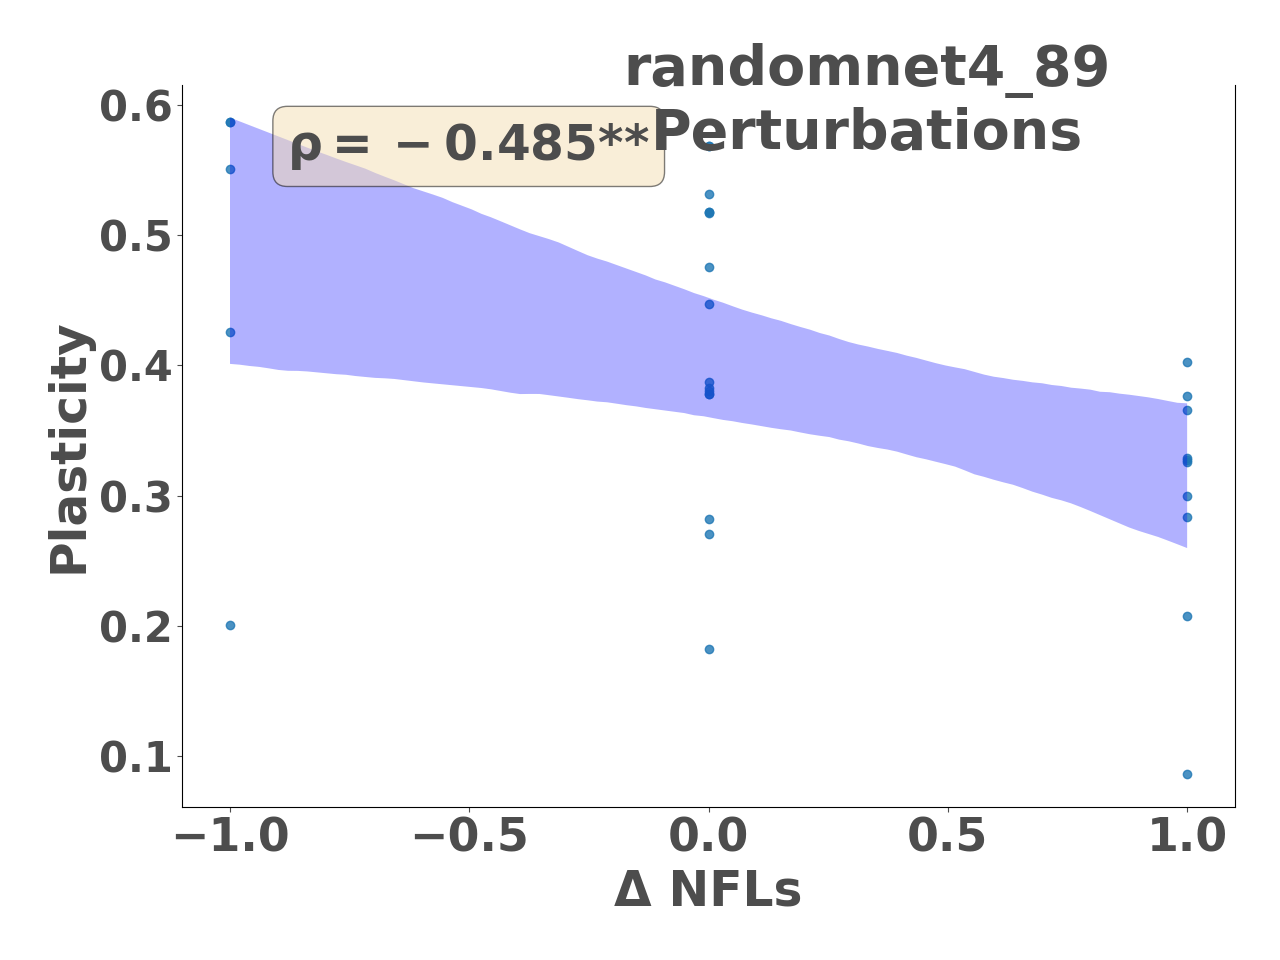 randomnet4_89
Perturbations
ρ = − 0.485**
0.6
0.5
0.4
0.3
0.2
0.1
Plasticity
−1.0 −0.5 0.0 0.5 1.0
Δ NFLs